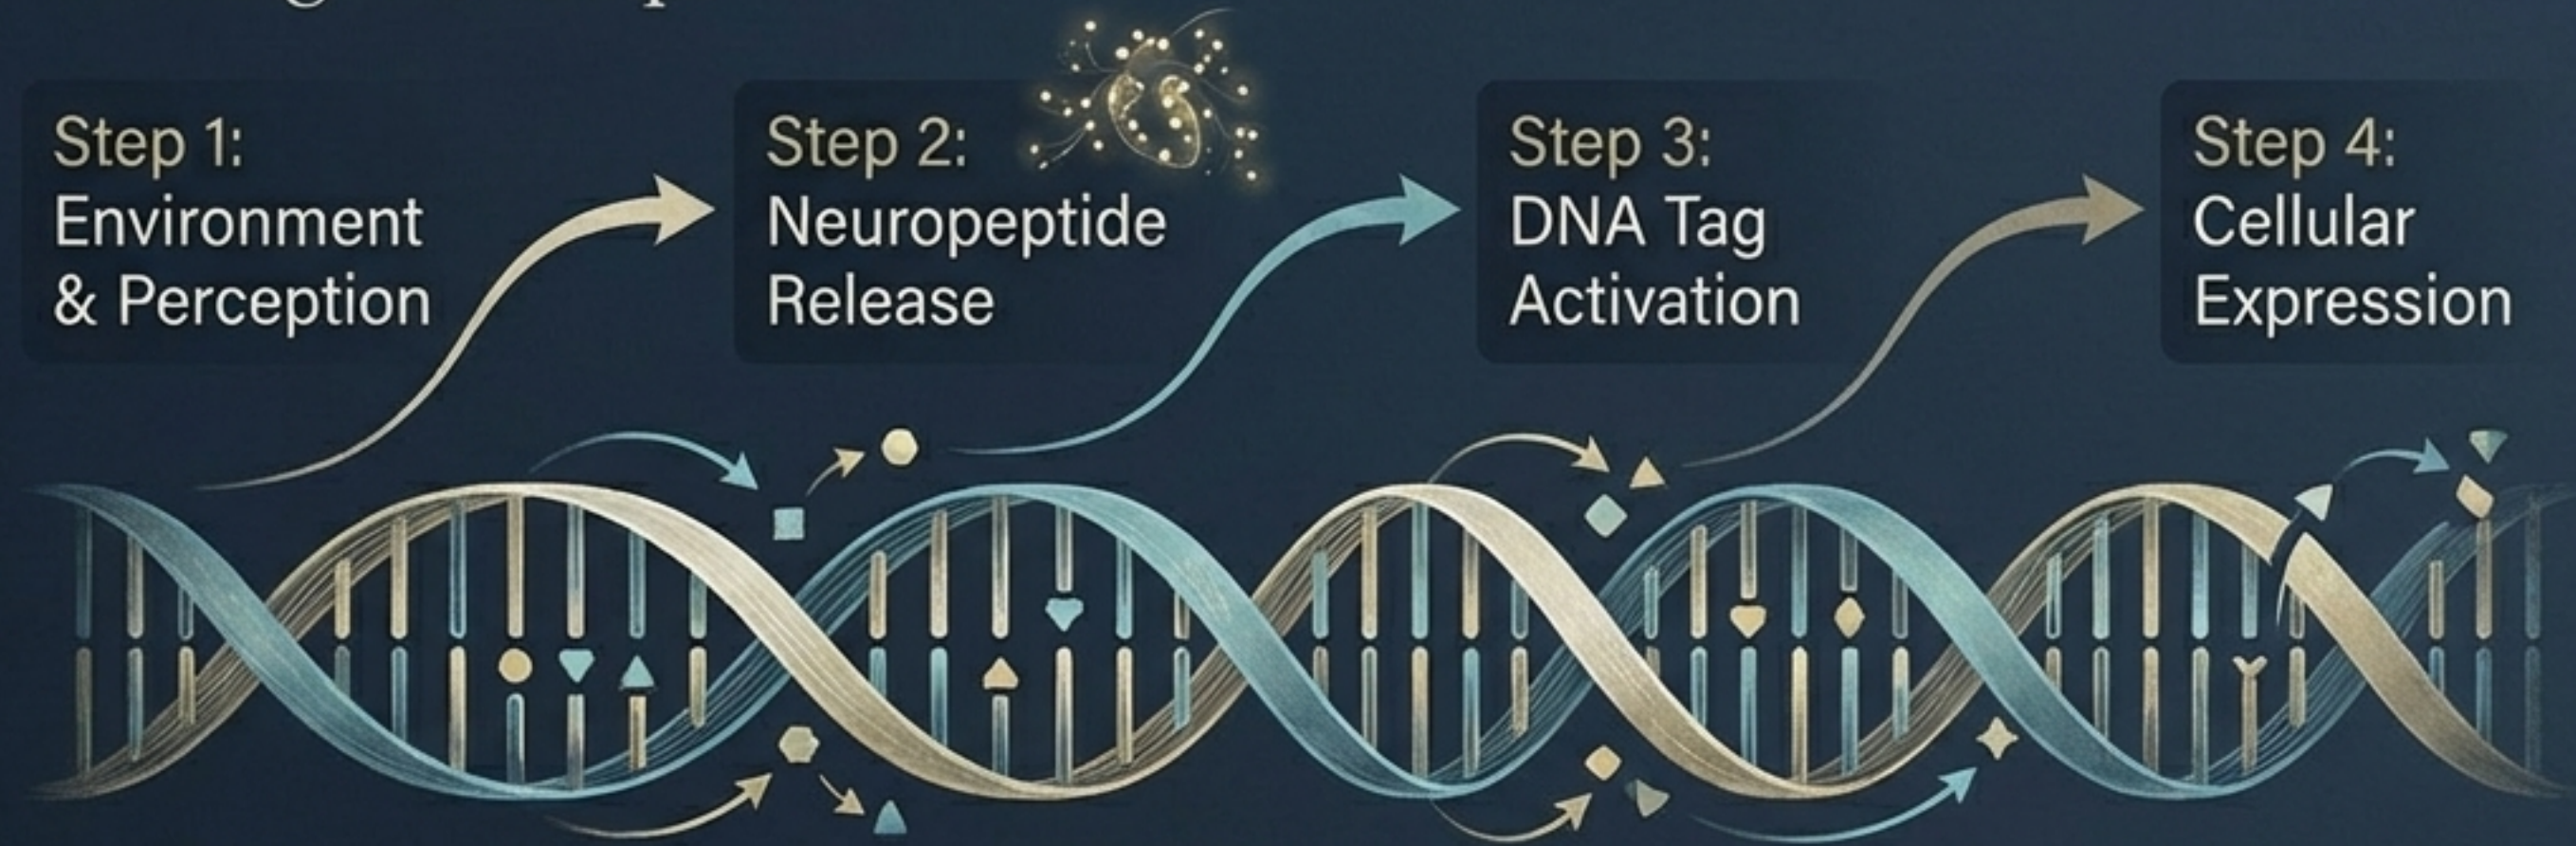 Step 1:
Environment
& Perception
Step 2:
Neuropeptide
Release
Step 3:
DNA Tag
Activation
Step 4:
Cellular
Expression